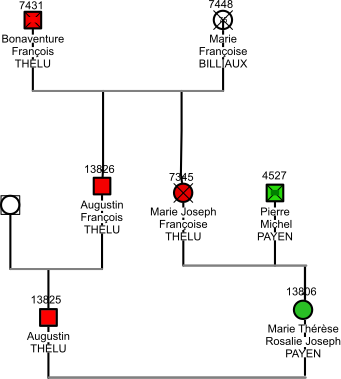 7431
Bonaventure
François
THELU
7448
Marie
Françoise
BILLIAUX
13826
Augustin
François
THELU
7345
Marie Joseph
Françoise
THELU
4527
Pierre
Michel
PAYEN
13825
Augustin
THELU
13806
Marie Thérèse
Rosalie Joseph
PAYEN